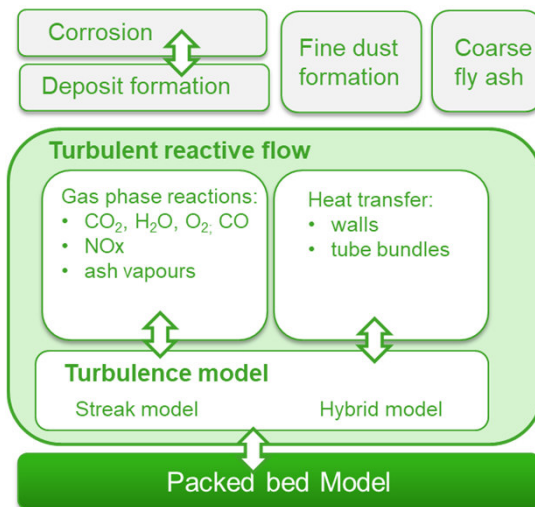 Corrosion
Deposit formation
Fine dust
formation
Coarse
fly ash
Turbulent reactive flow
Gas phase reactions:
• CO₂, H₂O, O₂; CO
• NOx
• ash vapours
Heat transfer:
• walls
• tube bundles
Turbulence model
Streak model
Hybrid model
Packed bed Model